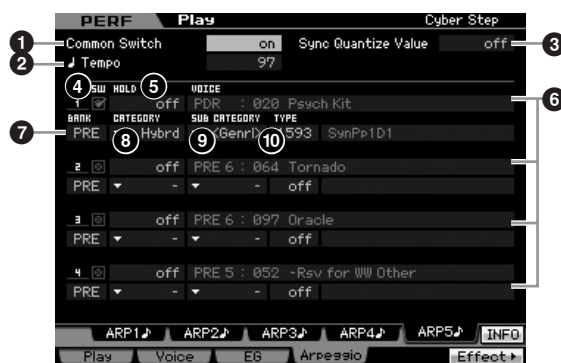 PERF Play Cyber Step
1 Common Switch on Sync Quantize Value off 3
2 ♩ Tempo 97
4 SW HOLD 5 VOICE
1 off PDR : 020 Psych Kit 6
BANK CATEGORY SUB CATEGORY TYPE
7 PRE 8 Hybrd 9 <Genrl> 10 1593 SynPp1D1
2 off PRE 6 : 064 Tornado
PRE - - off
3 off PRE 6 : 097 Oracle
PRE - - off
4 off PRE 5 : 052 -Rsv for WW Other
PRE - - off
ARP1♪ ARP2♪ ARP3♪ ARP4♪ ARP5♪ INFO
Play Voice EG Arpeggio Effect